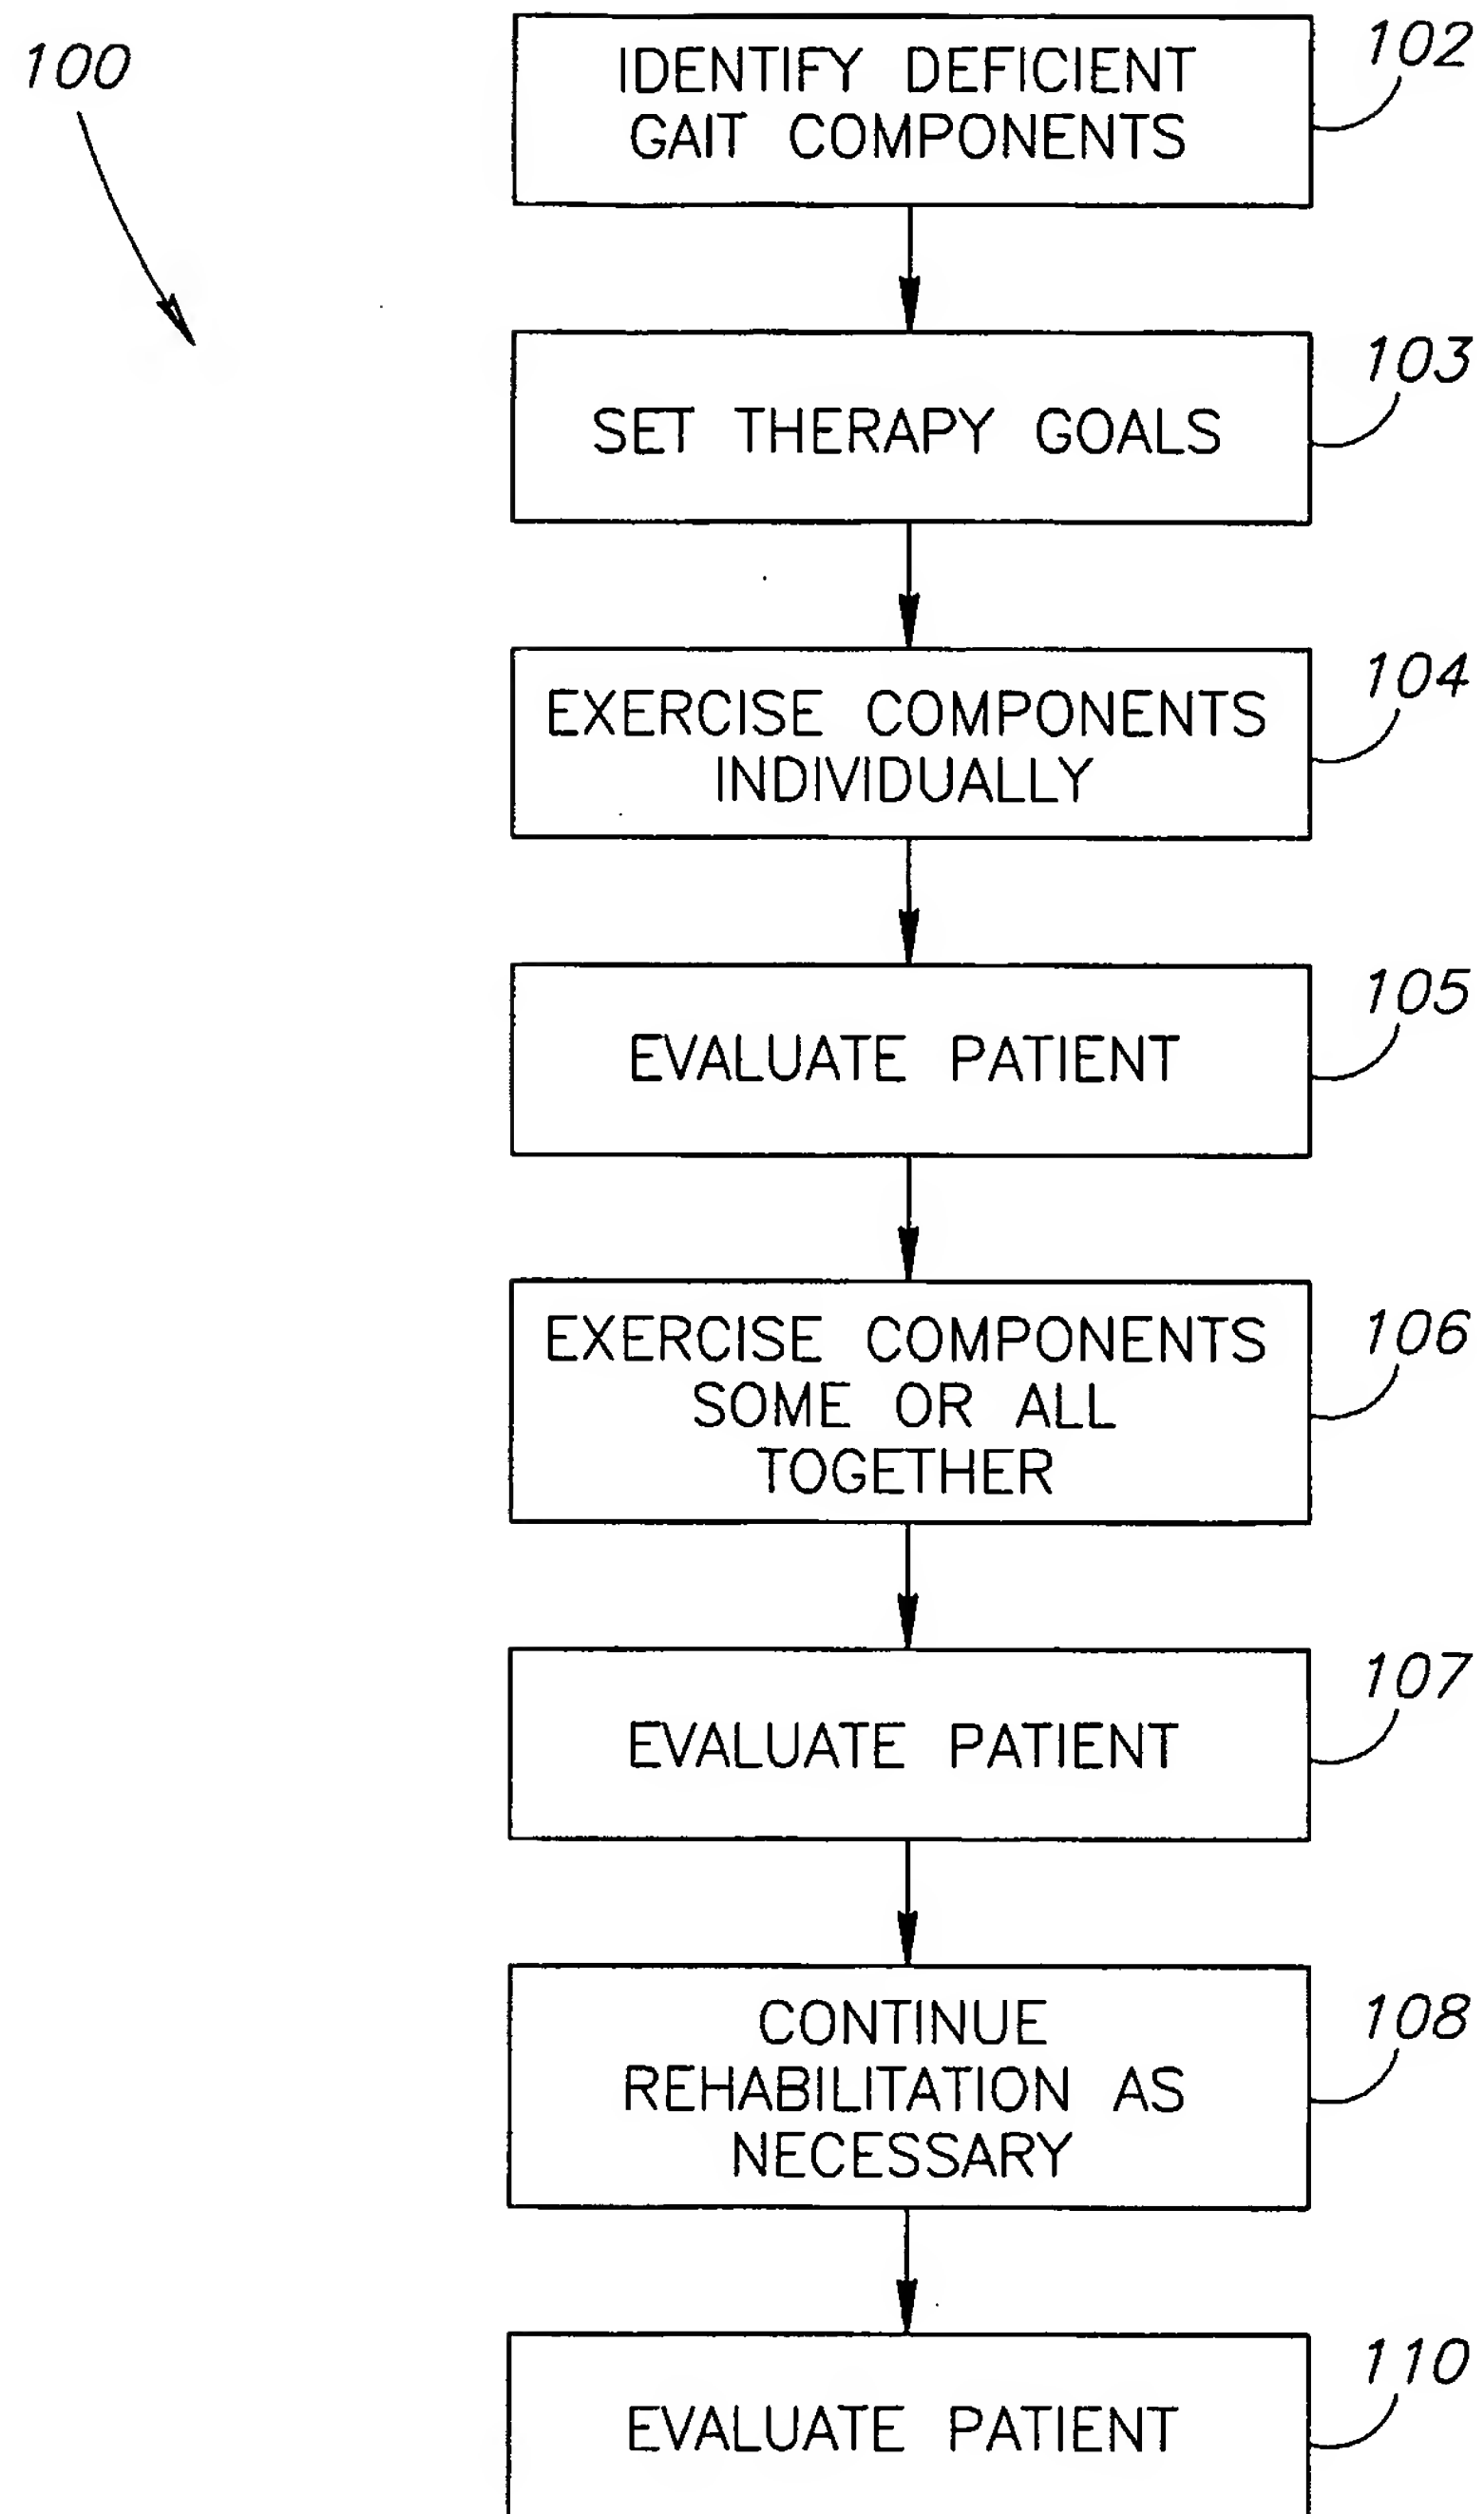 100
IDENTIFY DEFICIENT
GAIT COMPONENTS
102
SET THERAPY GOALS
103
EXERCISE COMPONENTS
INDIVIDUALLY
104
EVALUATE PATIENT
105
EXERCISE COMPONENTS
SOME OR ALL
TOGETHER
106
EVALUATE PATIENT
107
CONTINUE
REHABILITATION AS
NECESSARY
108
EVALUATE PATIENT
110